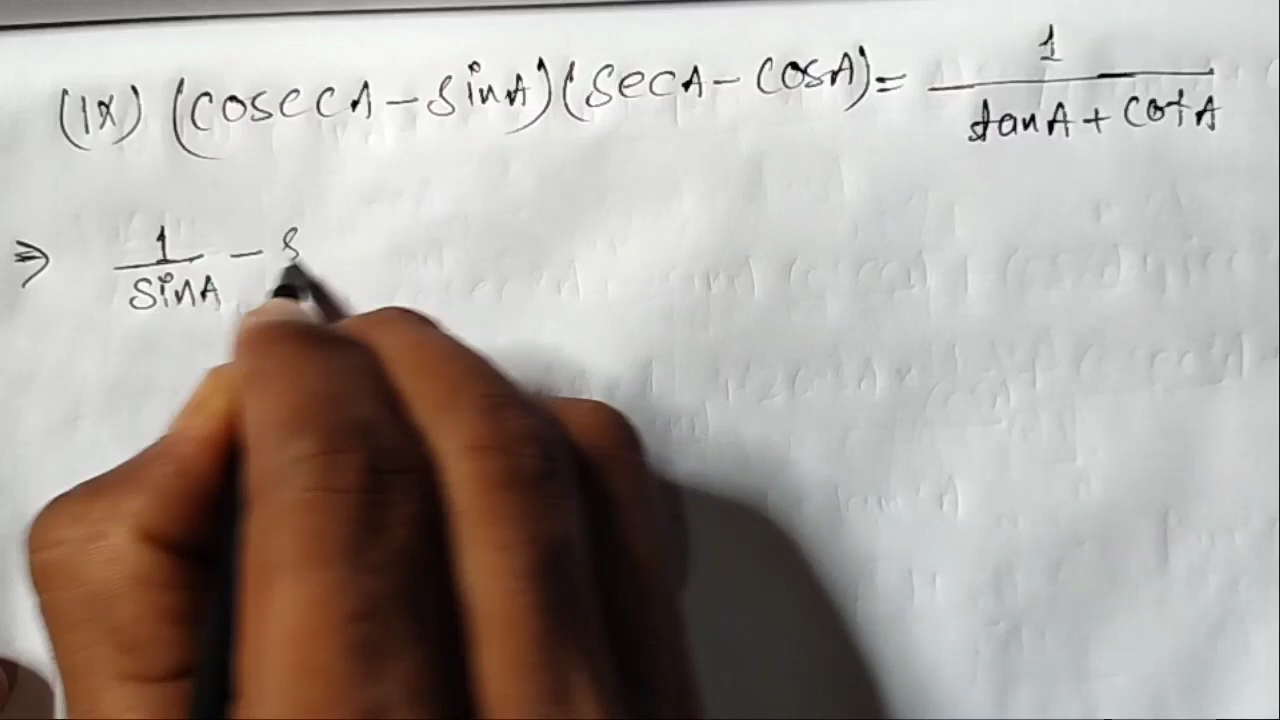 (ix) (cosecA - sinA)(secA - cosA) = 1/(tanA + cotA)
⇒ 1/sinA - s